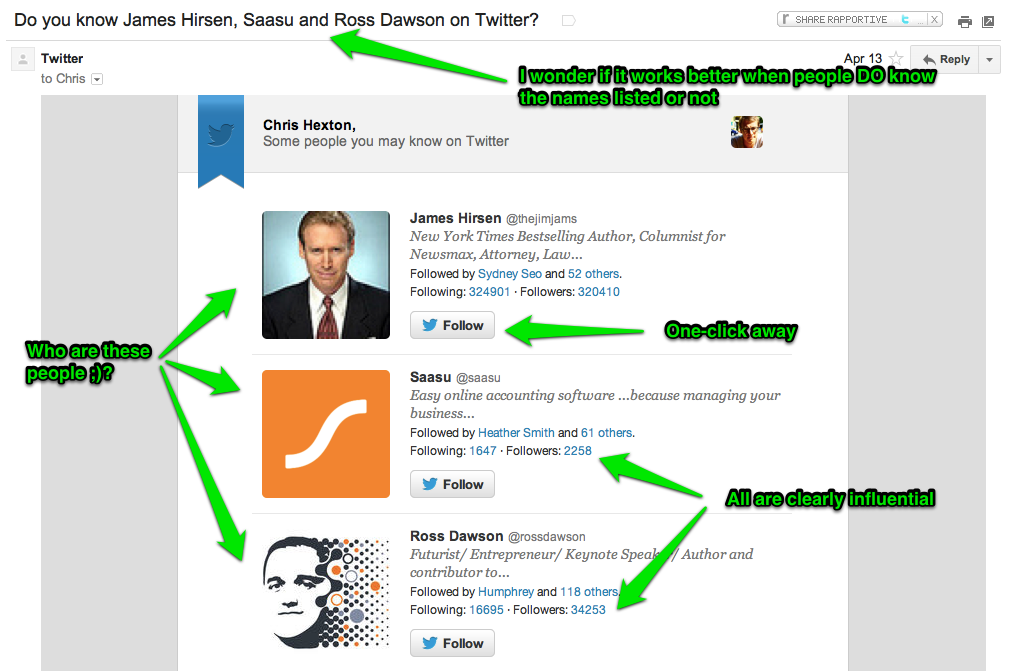 Do you know James Hirsen, Saasu and Ross Dawson on Twitter?
SHARE RAPPORTIVE
Twitter
Apr 13
Reply
to Chris
I wonder if it works better when people DO know
the names listed or not
Chris Hexton,
Some people you may know on Twitter
James Hirsen @thejimjams
New York Times Bestselling Author, Columnist for
Newsmax, Attorney, Law...
Followed by Sydney Seo and 52 others.
Following: 324901 · Followers: 320410
Follow
One-click away
Who are these
people ;)?
Saasu @saasu
Easy online accounting software ...because managing your
business...
Followed by Heather Smith and 61 others.
Following: 1647 · Followers: 2258
Follow
All are clearly influential
Ross Dawson @rossdawson
Futurist/ Entrepreneur/ Keynote Speaker/ Author and
contributor to...
Followed by Humphrey and 118 others.
Following: 16695 · Followers: 34253
Follow